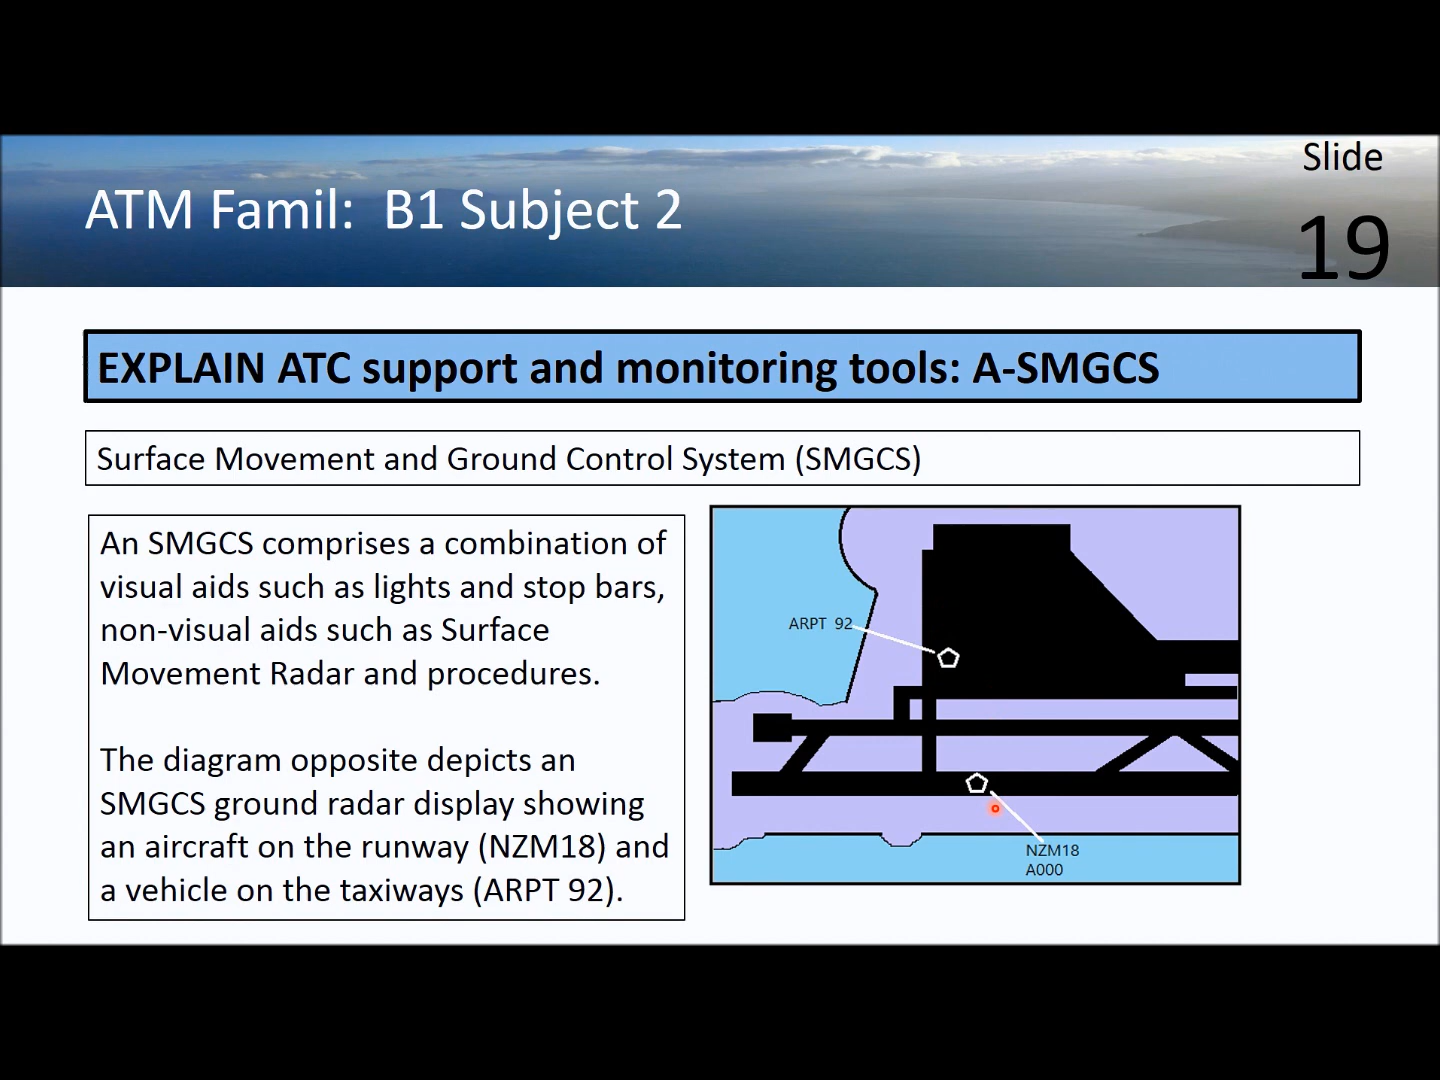 Slide
19
ATM Famil:  B1 Subject 2
EXPLAIN ATC support and monitoring tools: A-SMGCS
Surface Movement and Ground Control System (SMGCS)
An SMGCS comprises a combination of
visual aids such as lights and stop bars,
non-visual aids such as Surface
Movement Radar and procedures.
The diagram opposite depicts an
SMGCS ground radar display showing
an aircraft on the runway (NZM18) and
a vehicle on the taxiways (ARPT 92).
ARPT 92
NZM18
A000